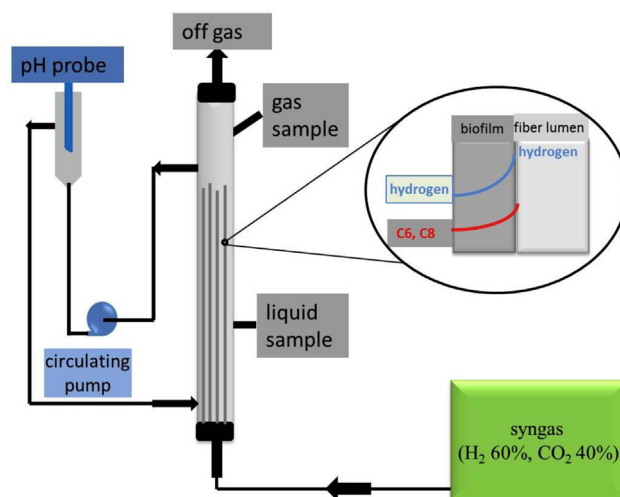 off gas
pH probe
gas
sample
biofilm
fiber lumen
hydrogen
hydrogen
C6, C8
liquid
sample
circulating
pump
syngas
(H₂ 60%, CO₂ 40%)